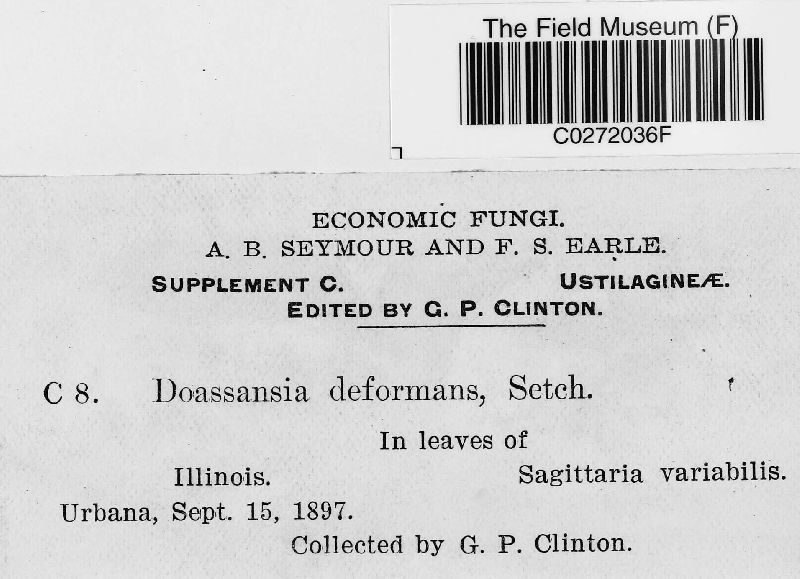 The Field Museum (F)
C0272036F
ECONOMIC FUNGI.
A. B. SEYMOUR AND F. S. EARLE.
SUPPLEMENT C. USTILAGINEÆ.
EDITED BY G. P. CLINTON.
C 8. Doassansia deformans, Setch.
In leaves of
Illinois. Sagittaria variabilis.
Urbana, Sept. 15, 1897.
Collected by G. P. Clinton.